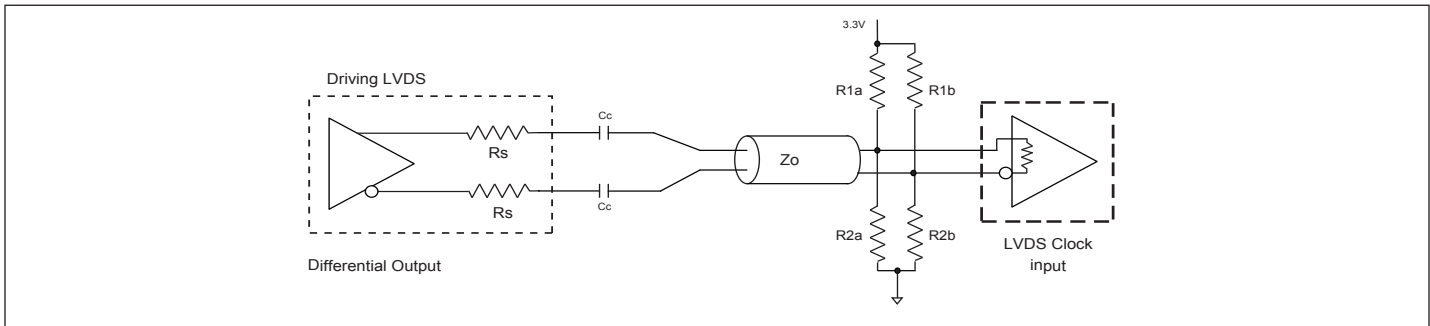 3.3V
Driving LVDS
R1a
R1b
Cc
Rs
Zo
Rs
Cc
R2a
R2b
LVDS Clock
input
Differential Output